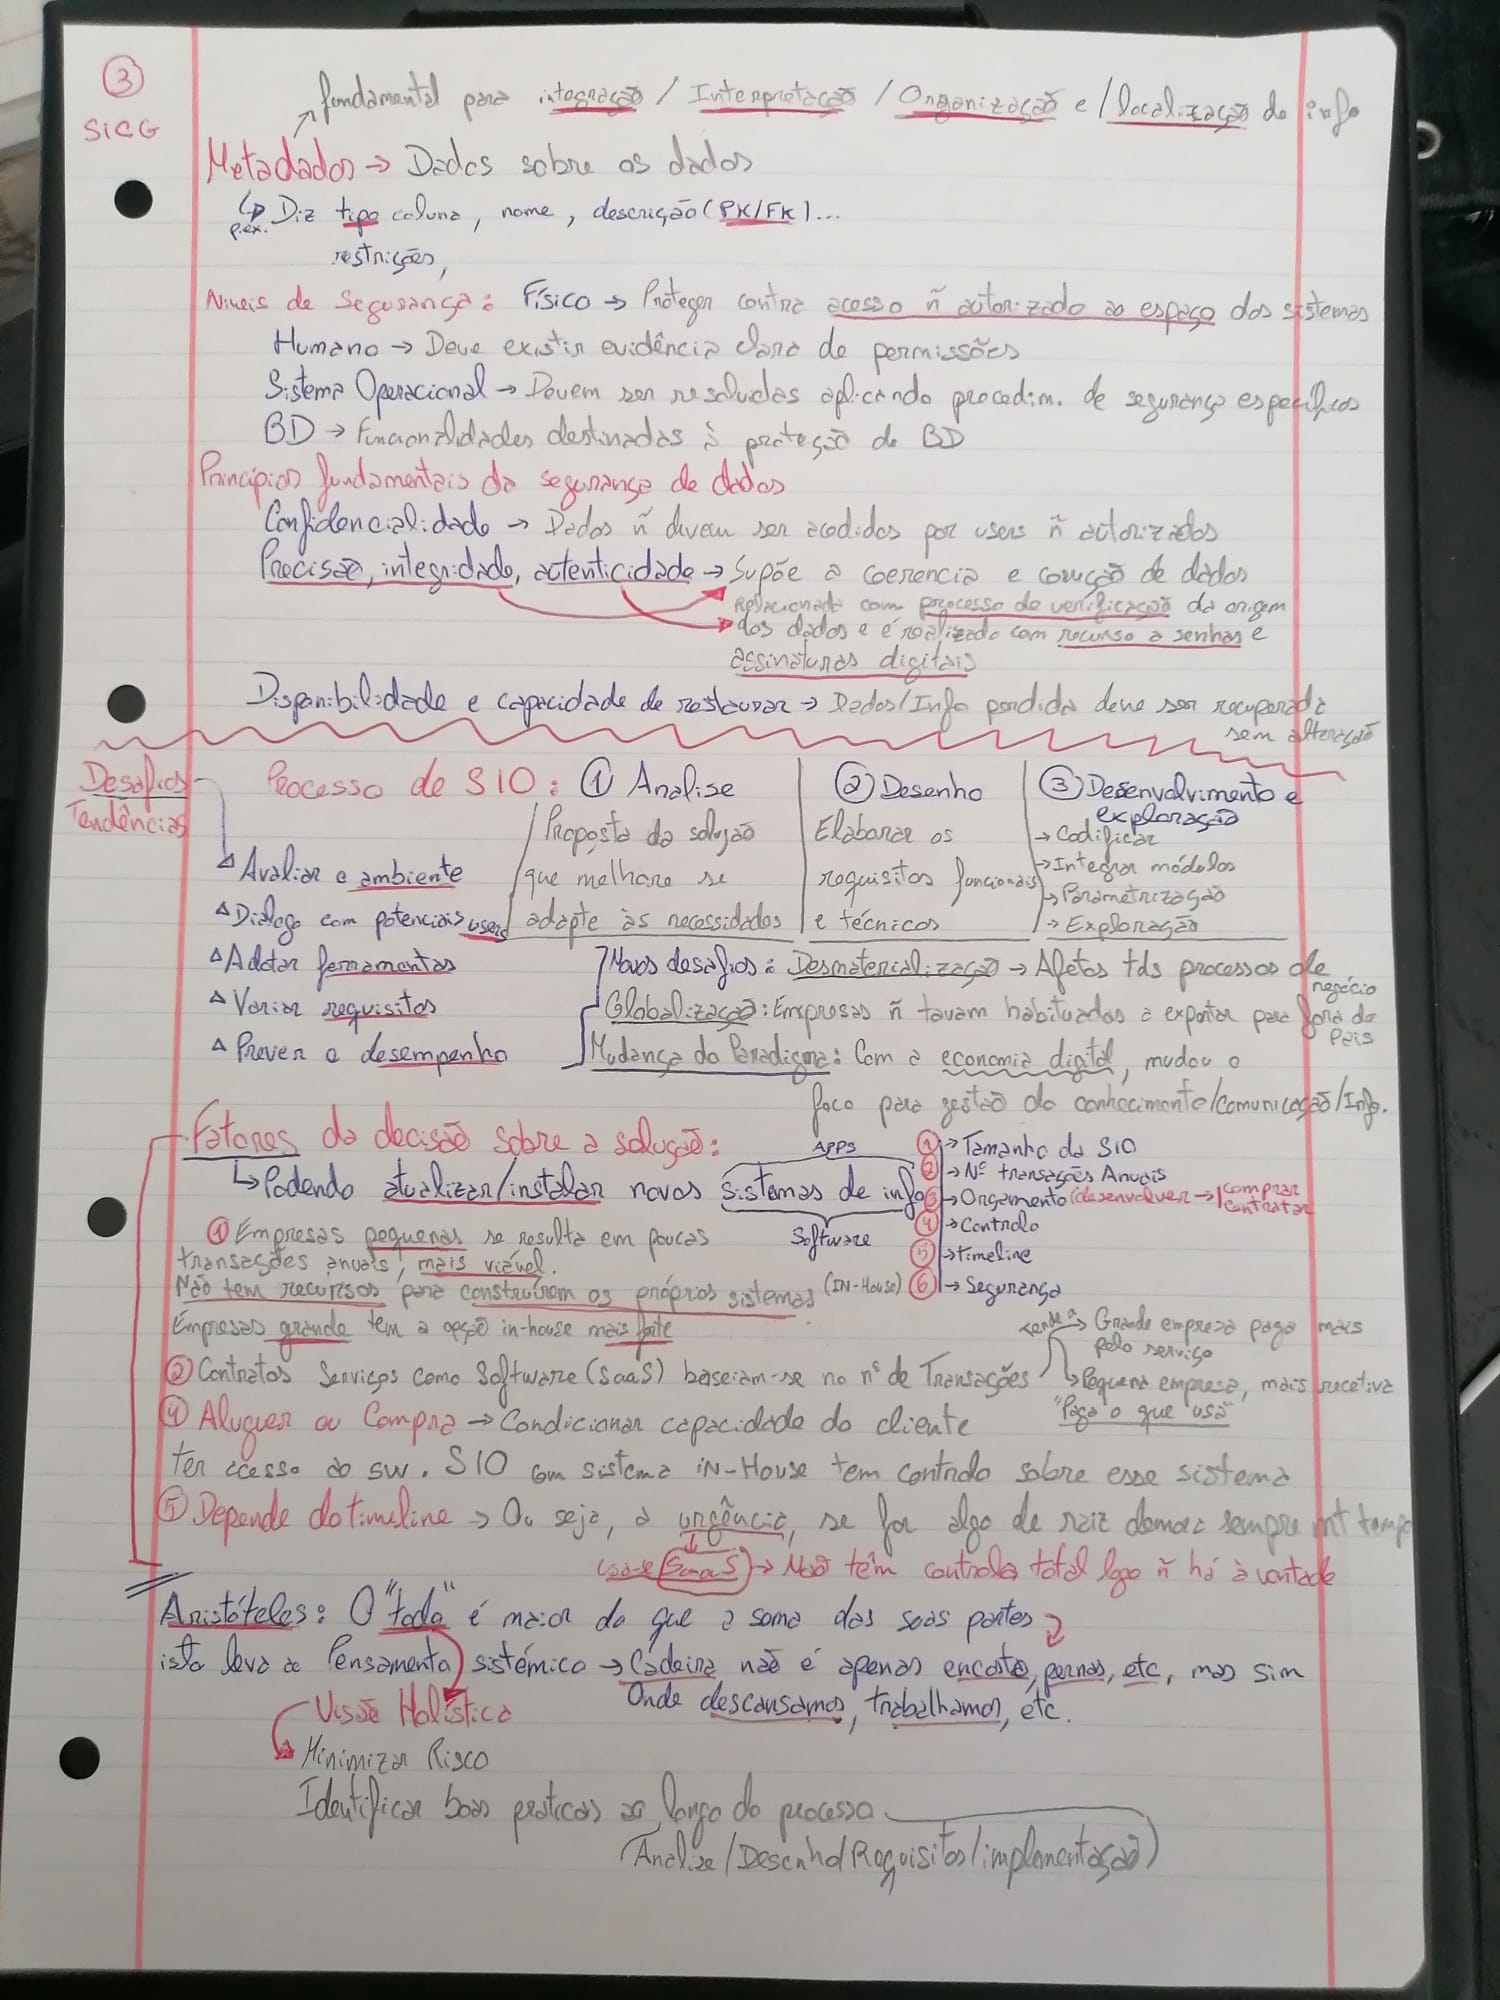 3
SiCG
fundamental para integração / Interpretação / Organização e / localização de info
Metadados → Dados sobre os dados
↳ Diz tipo coluna, nome, descrição (PK/FK)...
p.ex.
restrições,
Niveis de Segurança: Físico → Proteger contra acesso ñ autorizado ao espaço dos sistemas
Humano → Deve existir evidência clara de permissões
Sistema Operacional → Devem ser resolvidas aplicando procedim. de segurança específicos
BD → Funcionalidades destinadas à proteção de BD
Princípios fundamentais da segurança de dados
Confidencialidade → Dados ñ devem ser acedidos por users ñ autorizados
Precisão, integridade, autenticidade → Supõe a coerencia e correção de dados
Relacionada com processo de verificação da origem
dos dados e é realizado com recurso a senhas e
assinaturas digitais
Disponibilidade e capacidade de restaurar → Dados/Info perdida deve ser recuperada
sem alteração
Desafios
Tendências
Processo de SIO: ① Analise
Proposta da solução
que melhore se
adapte às necessidades
② Desenho
Elaborar os
requisitos funcionais
e técnicos
③ Desenvolvimento e
exploração
→ Codificar
→ Integrar módulos
→ Parametrização
→ Exploração
△ Avaliar o ambiente
△ Dialogo com potenciais users
△ Adotar ferramentas
△ Variar requisitos
△ Prever o desempenho
Novos desafios: Desmaterialização → Afetos tds processos de
negócio
Globalização: Empresas ñ tavam habituadas a exportar para fora do
País
Mudança do Paradigma: Com a economia digital, mudou o
foco para gestão do conhecimento/comunicação/Info.
Fatores da decisão sobre a solução:
↳ Podendo atualizar/instalar novos sistemas de info
APPS
Software
① → Tamanho da SIO
② → Nº transações Anuais
③ → Orçamento (desenvolver → comprar
contratar
④ → Controlo
⑤ → timeline
⑥ → Segurança
① Empresas pequenas se resulta em poucas
transações anuais, mais viável.
Não tem recursos para construírem os próprios sistemas (IN-House)
Empresas grande tem a opção in-house mais forte
② Contratos Serviços como Software (SaaS) baseiam-se no nº de Transações
Tende a → Grande empresa paga mais
pelo serviço
↳ Pequena empresa, mais recetiva
"Paga o que usa"
④ Aluguer ou Compra → Condicionar capacidade do cliente
ter acesso ao sw. SIO com sistema iN-House tem controlo sobre esse sistema
⑤ Depende do timeline → Ou seja, a urgência, se for algo de raiz demora sempre mt tempo
usa-se → Não têm controlo total logo ñ há à vontade
Aristóteles: O "todo" é maior do que a soma das suas partes
isto leva ao Pensamento sistémico → Cadeira não é apenas encosto, pernas, etc, mas sim
Onde descansamos, trabalhamos, etc.
Visão Holística
Minimizar Risco
Identificar boas praticas ao longo do processo
(Analise/Desenho/Requisitos/implementação)